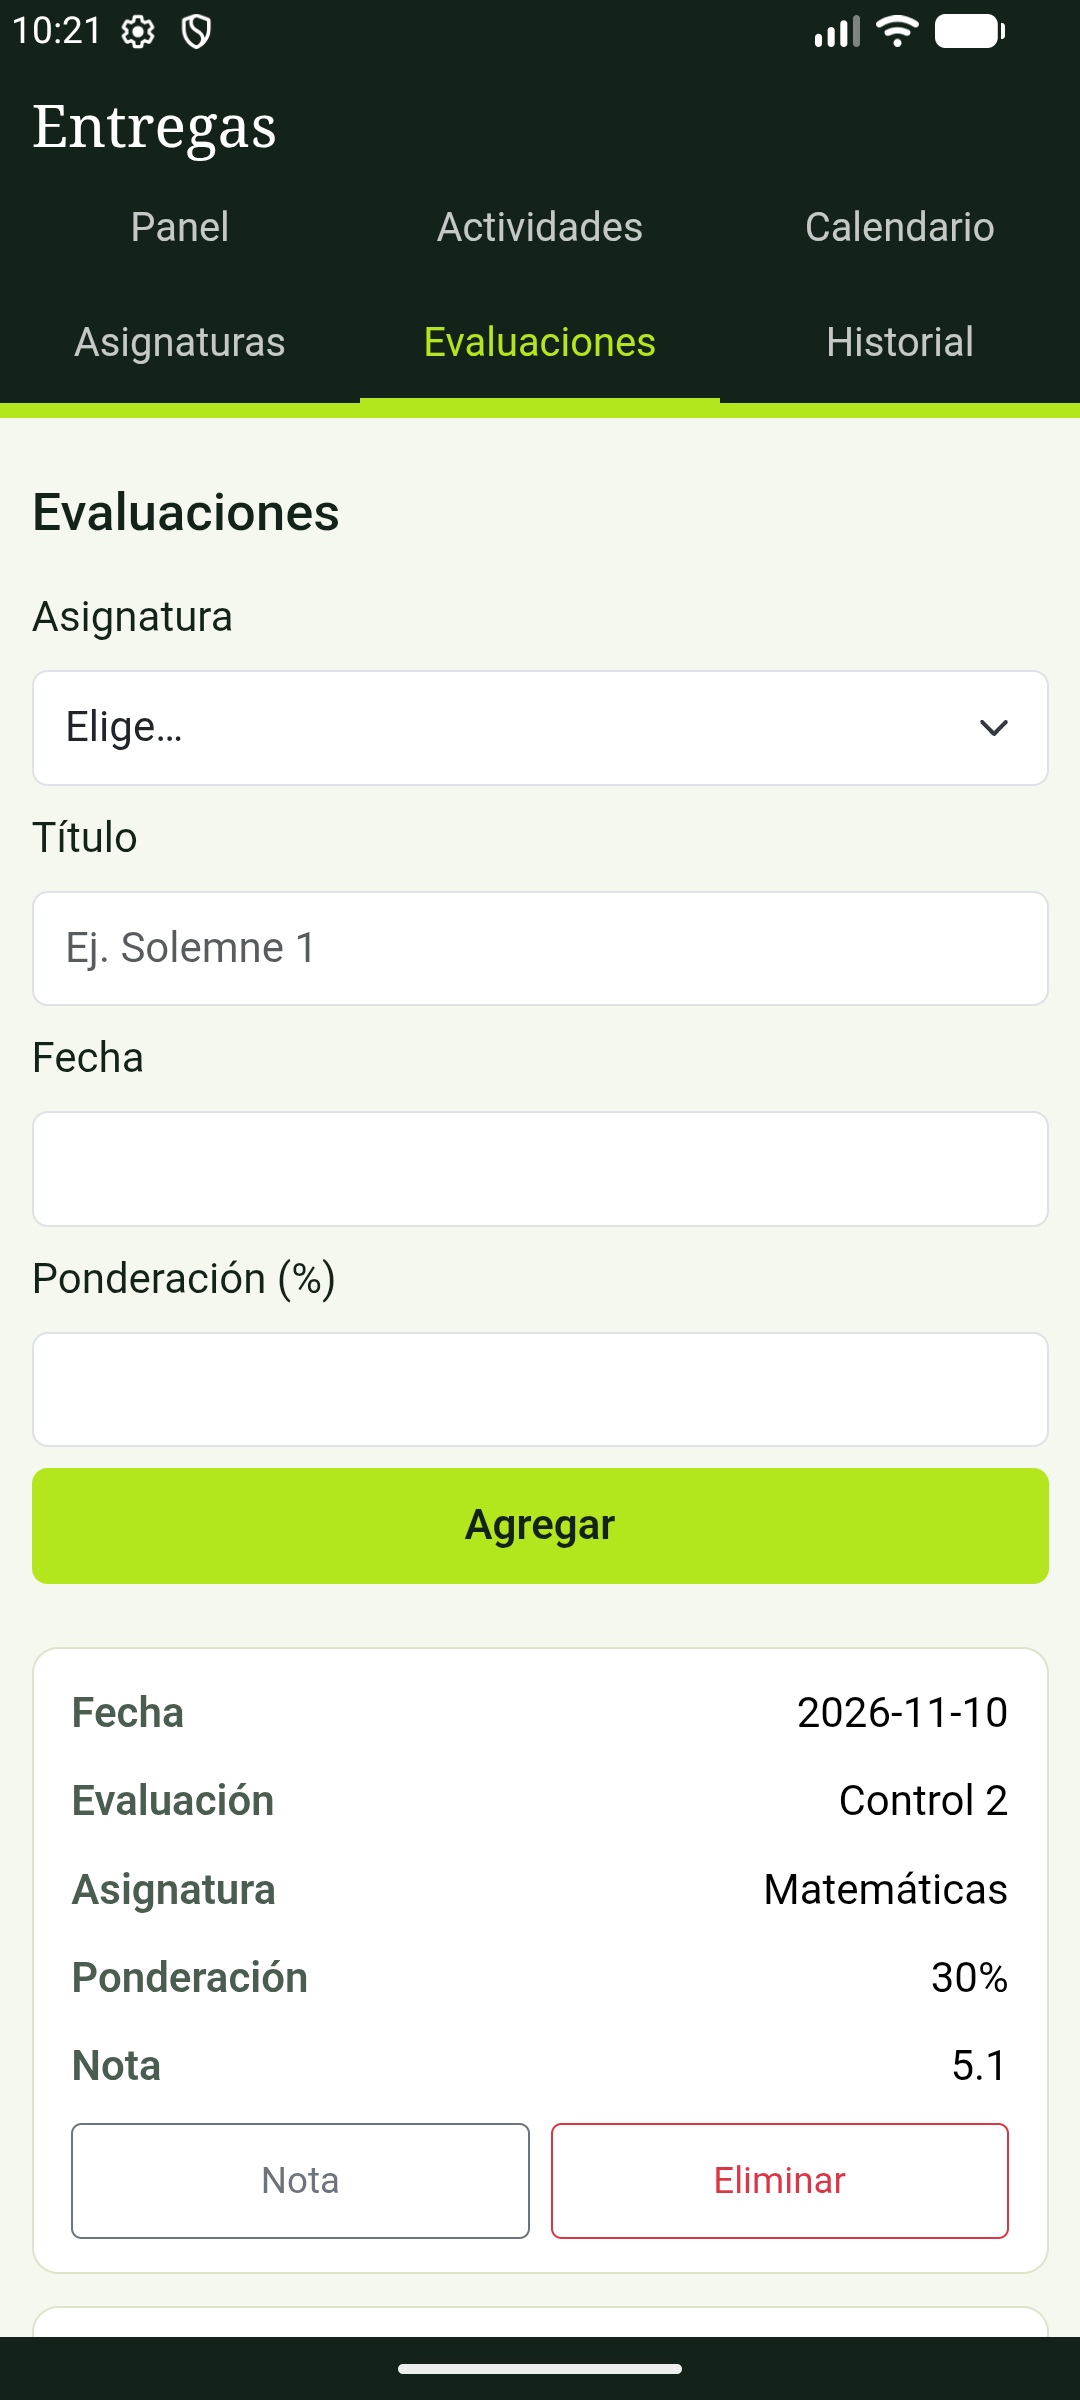 10:21
Entregas
Panel Actividades Calendario
Asignaturas Evaluaciones Historial
Evaluaciones
Asignatura
Elige...
Título
Ej. Solemne 1
Fecha
Ponderación (%)
Agregar
Fecha 2026-11-10
Evaluación Control 2
Asignatura Matemáticas
Ponderación 30%
Nota 5.1
Nota Eliminar